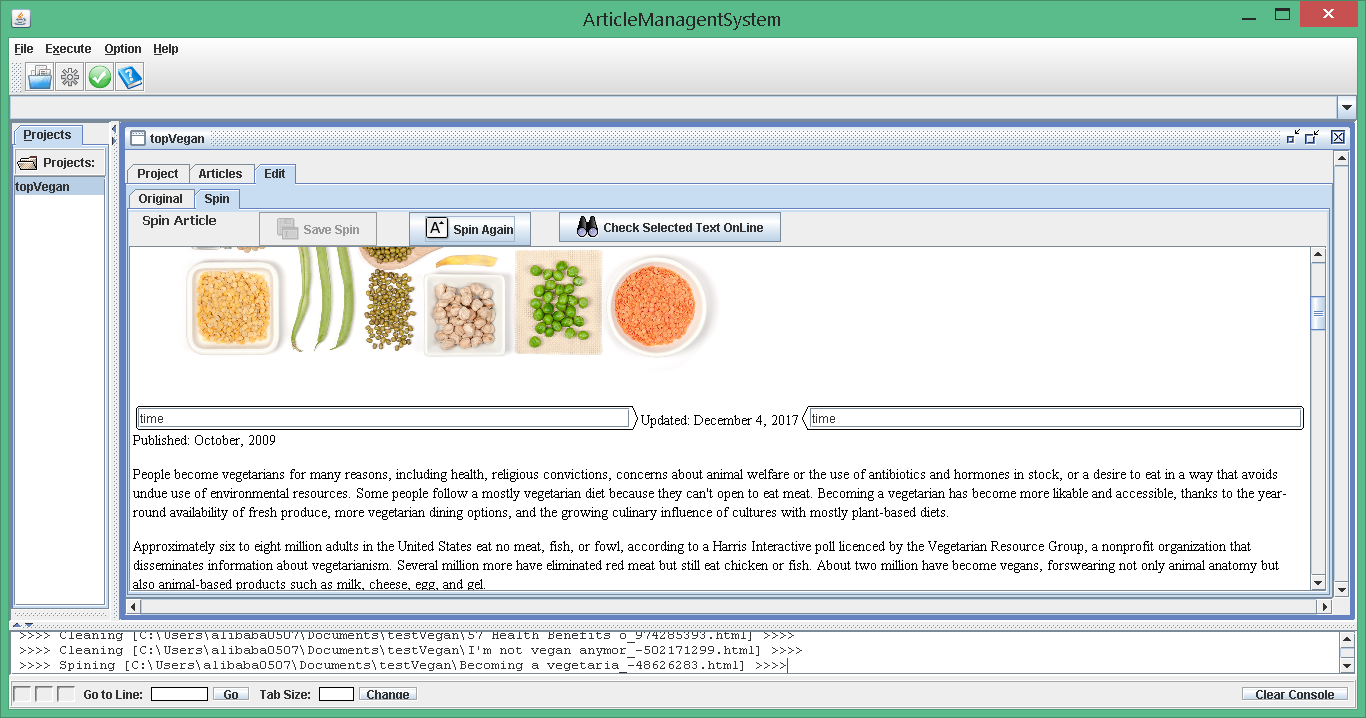 ArticleManagentSystem
File Execute Option Help
Projects
Projects:
topVegan
topVegan
Project Articles Edit
Original Spin
Spin Article Save Spin Spin Again Check Selected Text OnLine
time Updated: December 4, 2017 time
Published: October, 2009
People become vegetarians for many reasons, including health, religious convictions, concerns about animal welfare or the use of antibiotics and hormones in stock, or a desire to eat in a way that avoids
undue use of environmental resources. Some people follow a mostly vegetarian diet because they can't open to eat meat. Becoming a vegetarian has become more likable and accessible, thanks to the year-
round availability of fresh produce, more vegetarian dining options, and the growing culinary influence of cultures with mostly plant-based diets.
Approximately six to eight million adults in the United States eat no meat, fish, or fowl, according to a Harris Interactive poll licenced by the Vegetarian Resource Group, a nonprofit organization that
disseminates information about vegetarianism. Several million more have eliminated red meat but still eat chicken or fish. About two million have become vegans, forswearing not only animal anatomy but
also animal-based products such as milk, cheese, egg, and gel.
>>>> Cleaning [C:\Users\alibaba0507\Documents\testVegan\57 Health Benefits o_974285393.html] >>>>
>>>> Cleaning [C:\Users\alibaba0507\Documents\testVegan\I'm not vegan anymor_-502171299.html] >>>>
>>>> Spining [C:\Users\alibaba0507\Documents\testVegan\Becoming a vegetaria_-48626283.html] >>>>
Go to Line: Go Tab Size: Change Clear Console